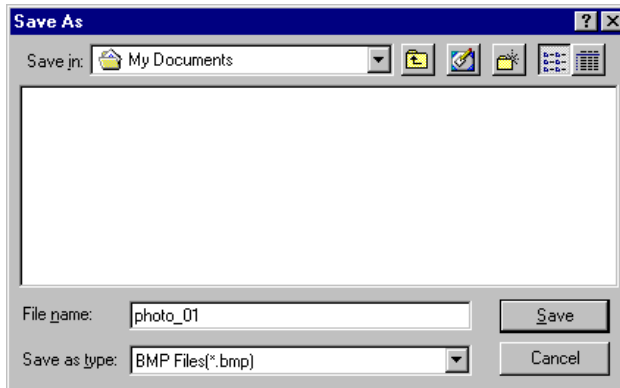 Save As
Save in: My Documents
File name: photo_01 Save
Save as type: BMP Files(*.bmp) Cancel